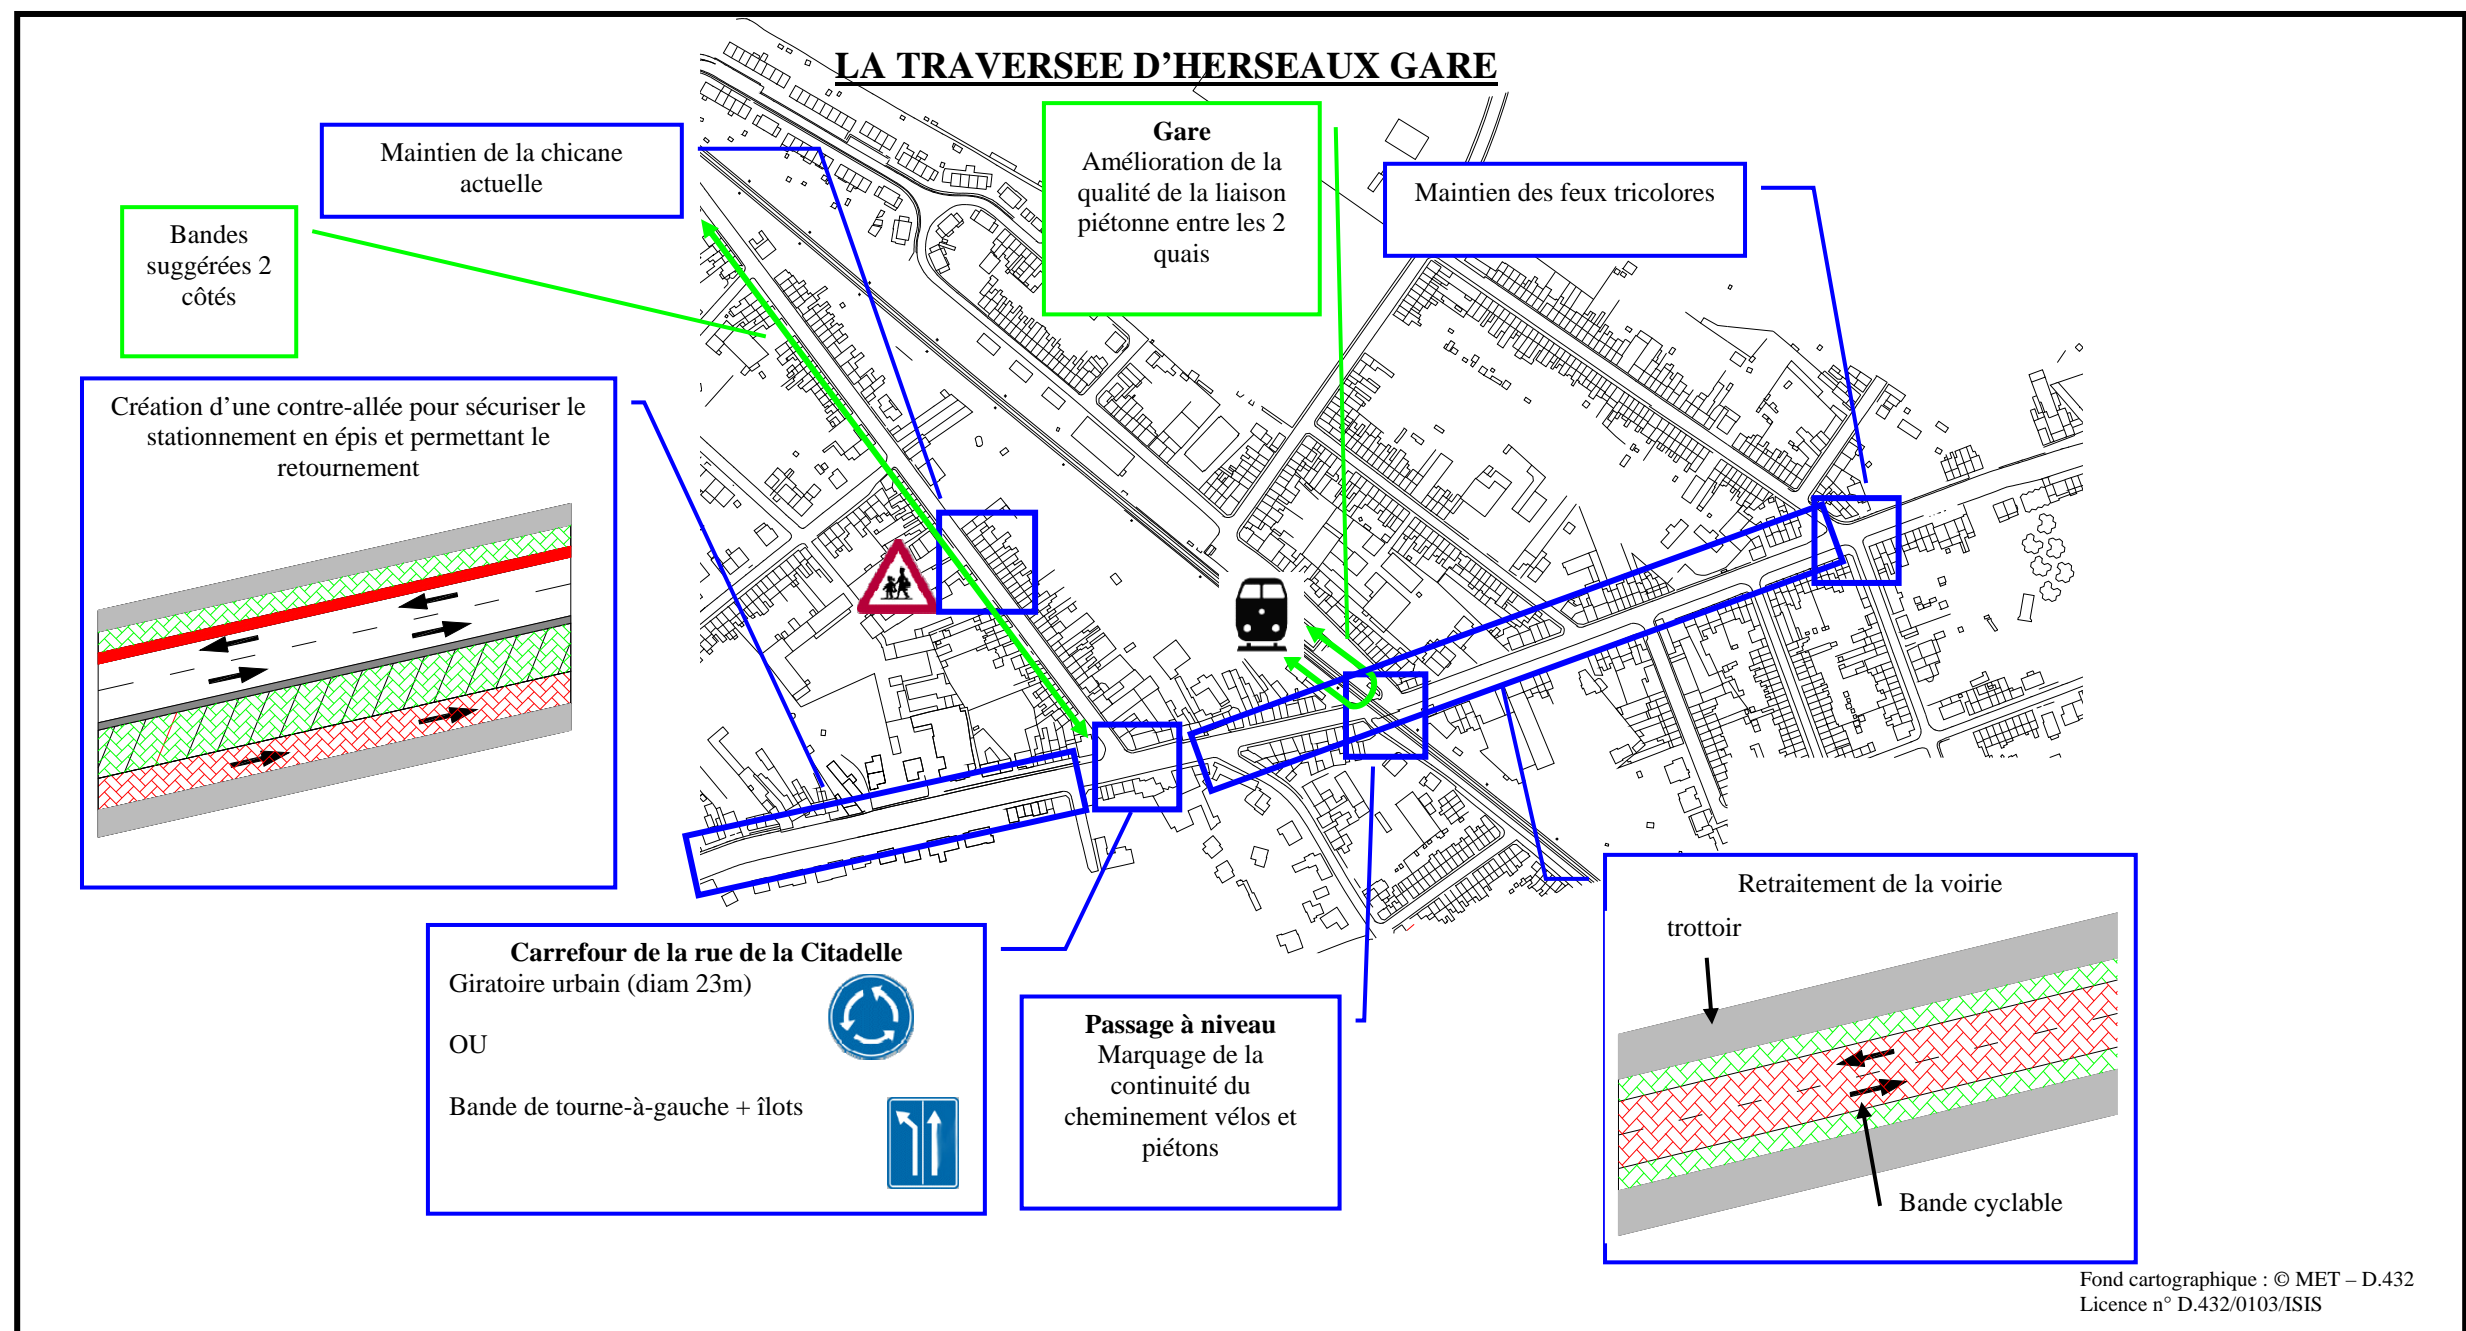 LA TRAVERSEE D'HERSEAUX GARE
Maintien de la chicane
actuelle
Gare
Amélioration de la
qualité de la liaison
piétonne entre les 2
quais
Maintien des feux tricolores
Bandes
suggérées 2
côtés
Création d'une contre-allée pour sécuriser le
stationnement en épis et permettant le
retournement
Carrefour de la rue de la Citadelle
Giratoire urbain (diam 23m)
OU
Bande de tourne-à-gauche + îlots
Passage à niveau
Marquage de la
continuité du
cheminement vélos et
piétons
Retraitement de la voirie
trottoir
Bande cyclable
Fond cartographique : © MET – D.432
Licence n° D.432/0103/ISIS